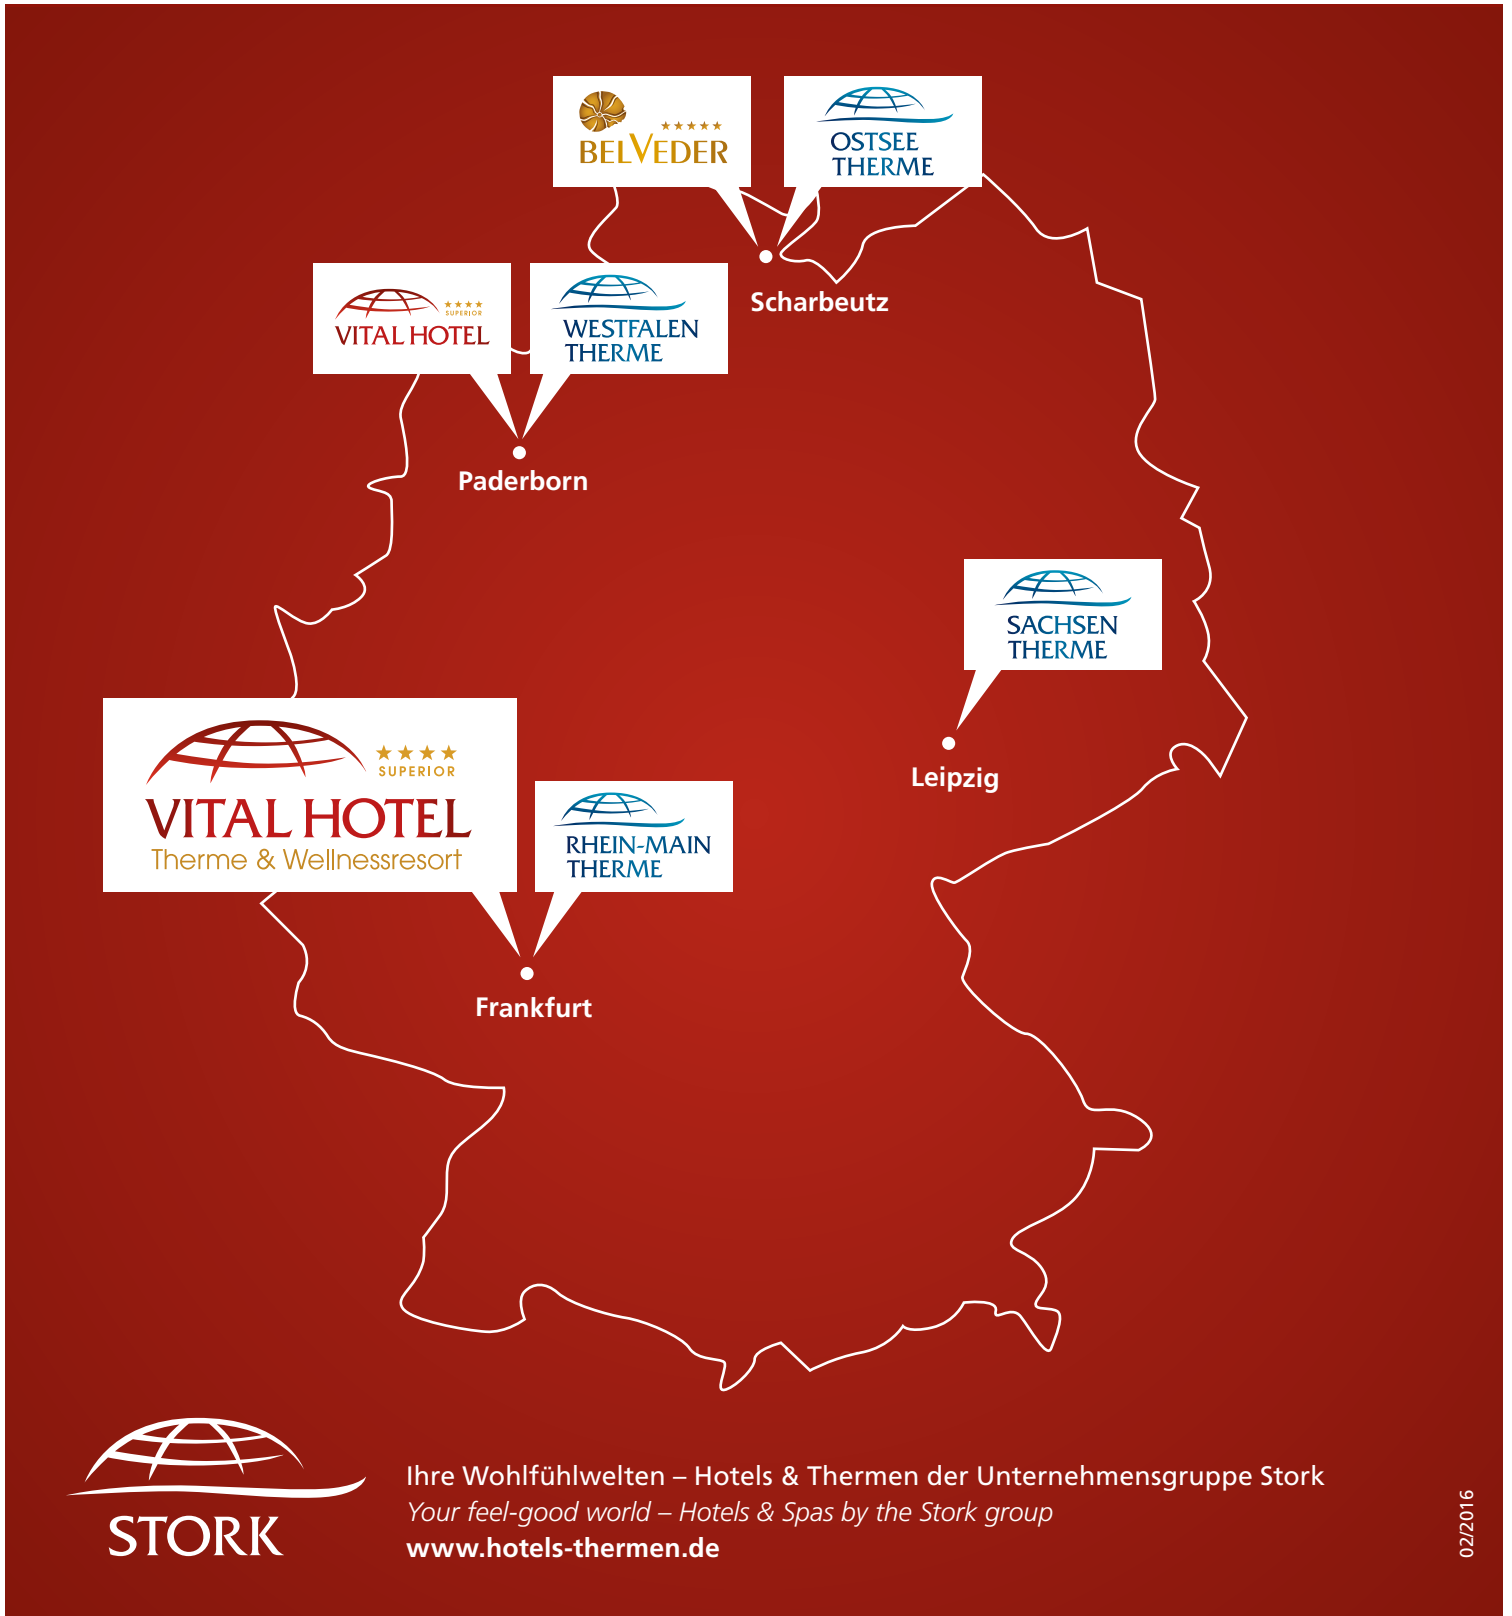 BELVEDER
OSTSEE
THERME
Scharbeutz
SUPERIOR
VITAL HOTEL
WESTFALEN
THERME
Paderborn
SACHSEN
THERME
Leipzig
SUPERIOR
VITAL HOTEL
Therme & Wellnessresort
RHEIN-MAIN
THERME
Frankfurt
STORK
Ihre Wohlfühlwelten – Hotels & Thermen der Unternehmensgruppe Stork
Your feel-good world – Hotels & Spas by the Stork group
www.hotels-thermen.de
02/2016